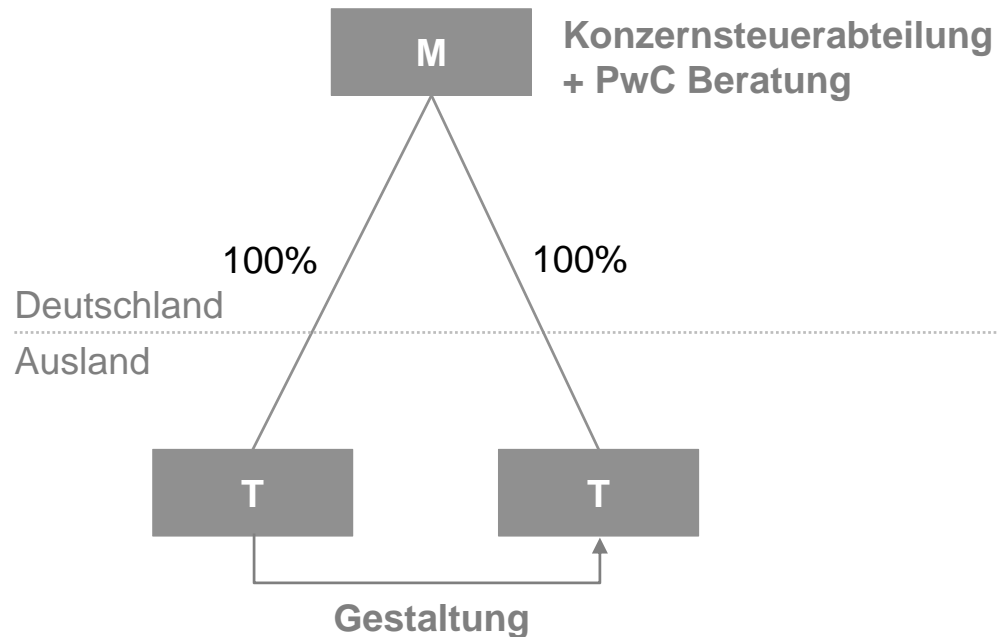 M
Konzernsteuerabteilung
+ PwC Beratung
100%
100%
Deutschland
Ausland
T
T
Gestaltung